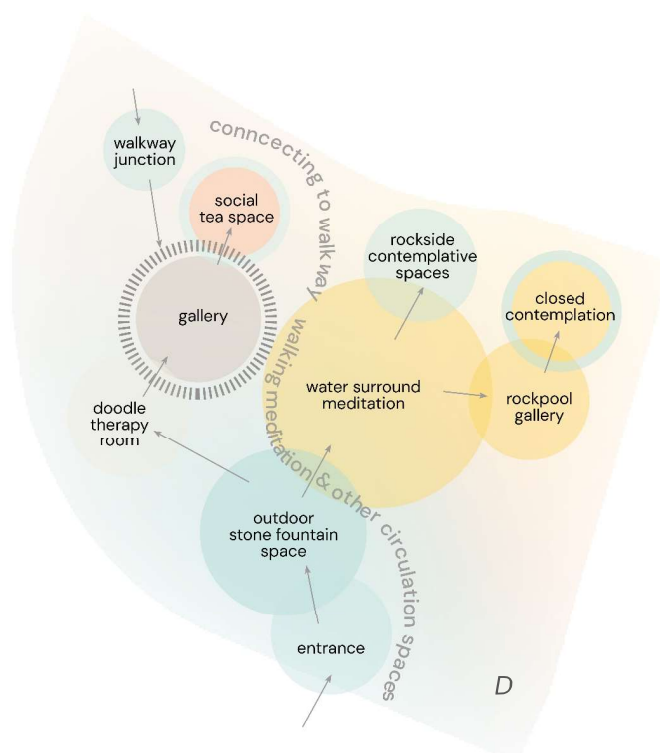 walkway
junction
conncecting to walk way
social
tea space
rockside
contemplative
spaces
closed
contemplation
gallery
walking meditation & other circulation spaces
water surround
meditation
rockpool
gallery
doodle
therapy
room
outdoor
stone fountain
space
entrance
D